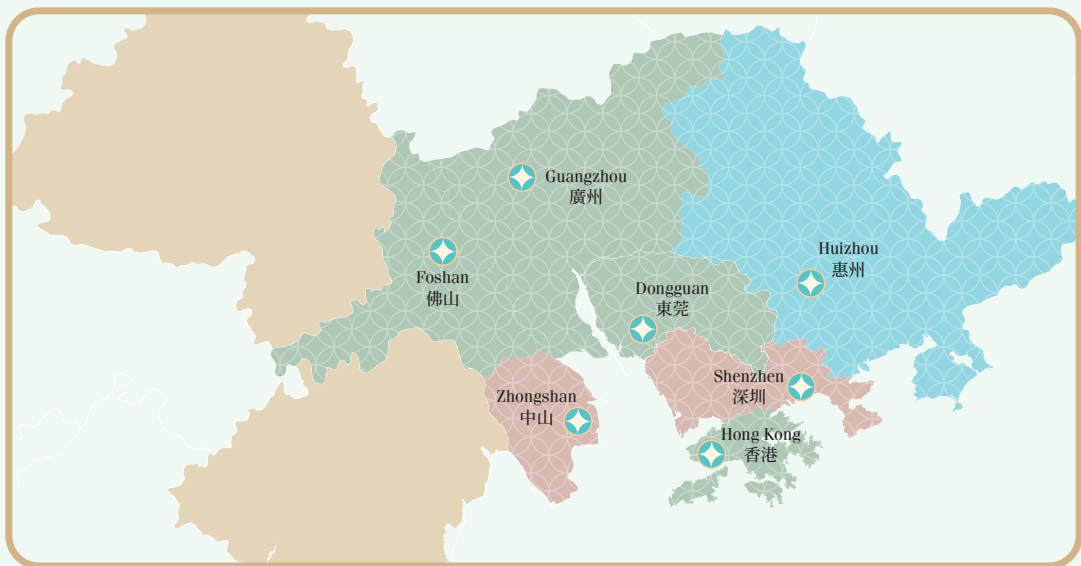 Guangzhou
廣州
Huizhou
惠州
Foshan
佛山
Dongguan
東莞
Shenzhen
深圳
Zhongshan
中山
Hong Kong
香港